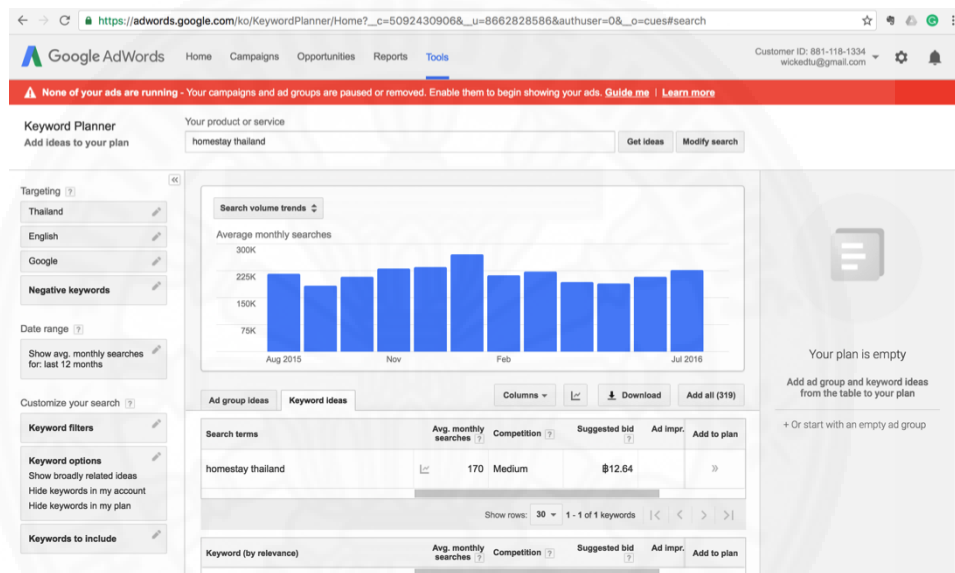 https://adwords.google.com/ko/KeywordPlanner/Home?__c=5092430906&__u=8662828586&authuser=0&__o=cues#search
Google AdWords Home Campaigns Opportunities Reports Tools
Customer ID: 881-118-1334
wickedtu@gmail.com
None of your ads are running - Your campaigns and ad groups are paused or removed. Enable them to begin showing your ads. Guide me | Learn more
Keyword Planner
Add ideas to your plan
Your product or service
homestay thailand
Get ideas
Modify search
Targeting ?
Thailand
English
Google
Negative keywords
Date range ?
Show avg. monthly searches
for: last 12 months
Customize your search ?
Keyword filters
Keyword options
Show broadly related ideas
Hide keywords in my account
Hide keywords in my plan
Keywords to include
Search volume trends
Average monthly searches
300K
225K
150K
75K
Aug 2015 Nov Feb Jul 2016
Ad group ideas Keyword ideas
Columns Download Add all (319)
Search terms Avg. monthly searches ? Competition ? Suggested bid ? Ad impr. Add to plan
homestay thailand 170 Medium ฿12.64 »
Show rows: 30 1 - 1 of 1 keywords |< < > >|
Keyword (by relevance) Avg. monthly searches ? Competition ? Suggested bid ? Ad impr. Add to plan
Your plan is empty
Add ad group and keyword ideas
from the table to your plan
+ Or start with an empty ad group